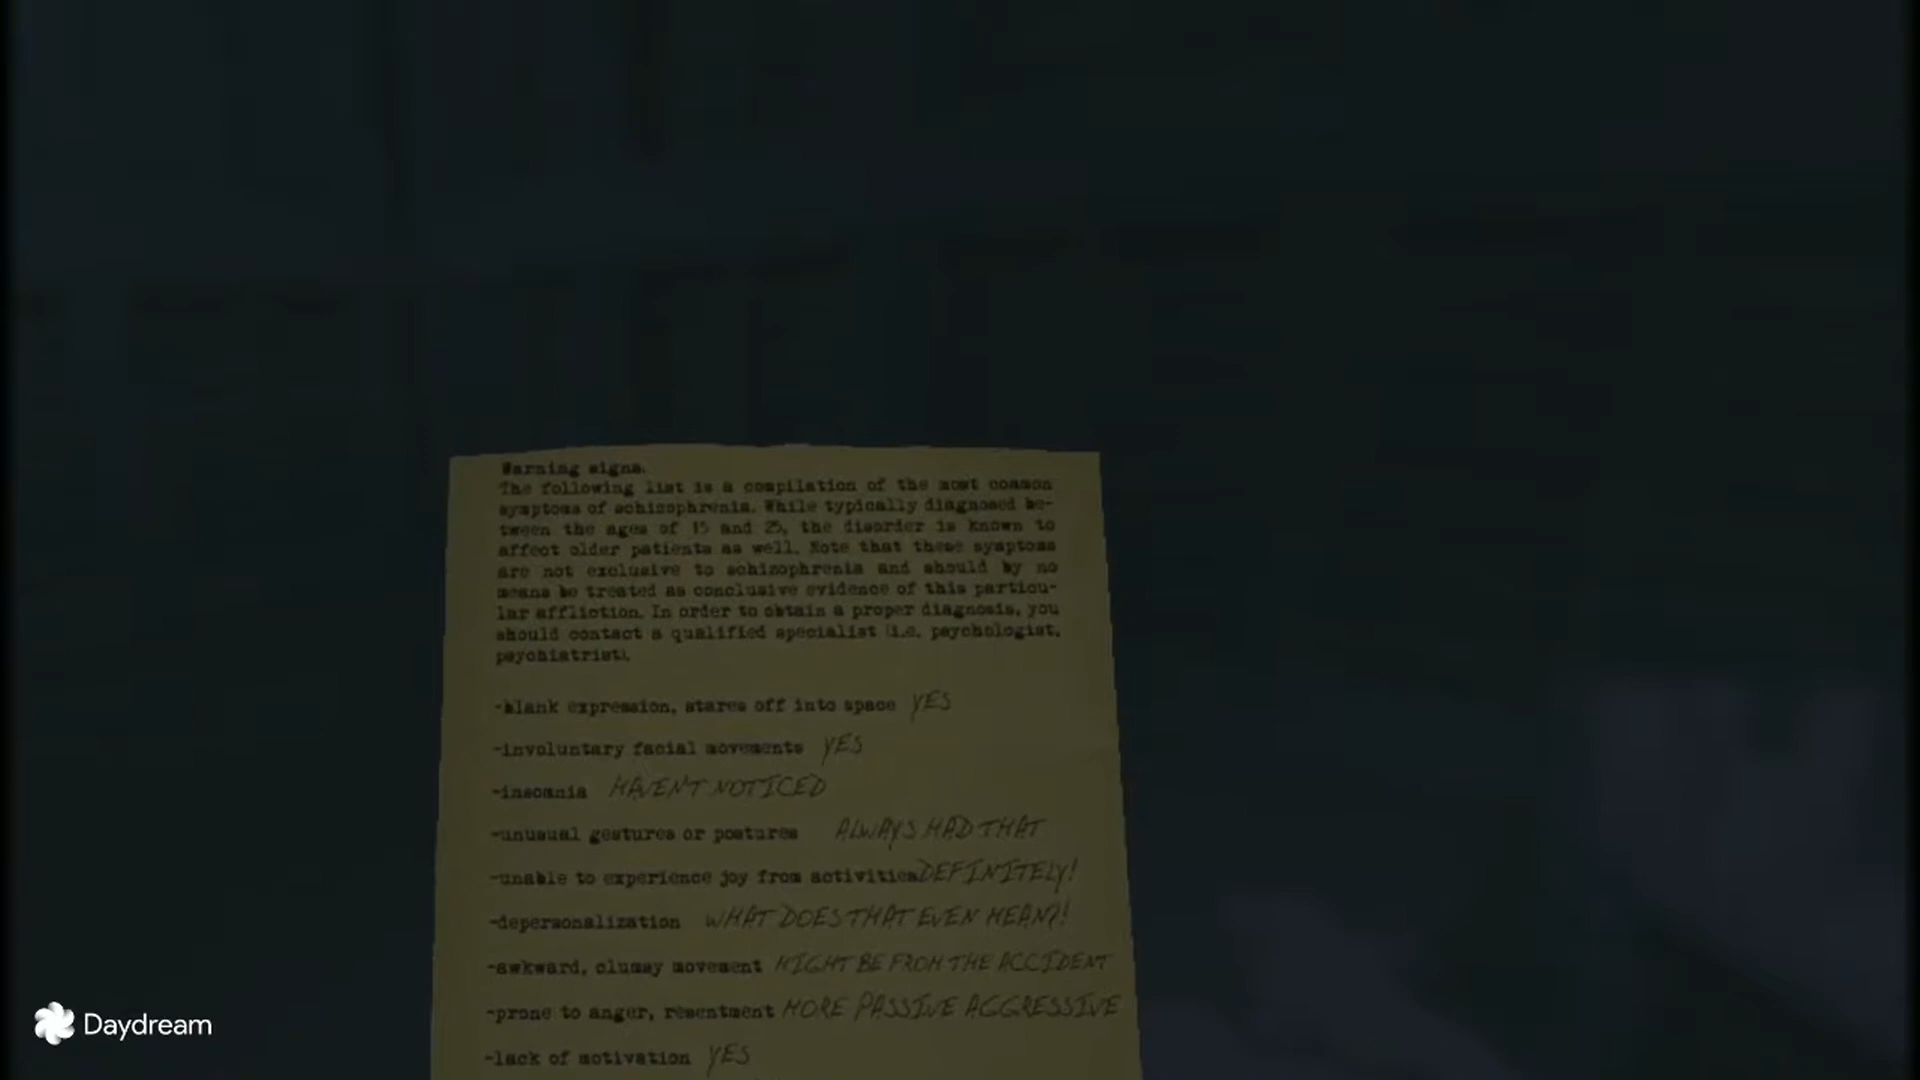 Warning signs.
The following list is a compilation of the most common
symptoms of schizophrenia. While typically diagnosed be-
tween the ages of 15 and 25, the disorder is known to
affect older patients as well. Note that these symptoms
are not exclusive to schizophrenia and should by no
means be treated as conclusive evidence of this particu-
lar affliction. In order to obtain a proper diagnosis, you
should contact a qualified specialist (i.e. psychologist,
psychiatrist).
-blank expression, stares off into space YES
-involuntary facial movements YES
-insomnia HAVEN'T NOTICED
-unusual gestures or postures ALWAYS HAD THAT
-unable to experience joy from activities DEFINITELY!
-depersonalization WHAT DOES THAT EVEN MEAN?!
-awkward, clumsy movement MIGHT BE FROM THE ACCIDENT
-prone to anger, resentment MORE PASSIVE AGGRESSIVE
-lack of motivation YES
Daydream